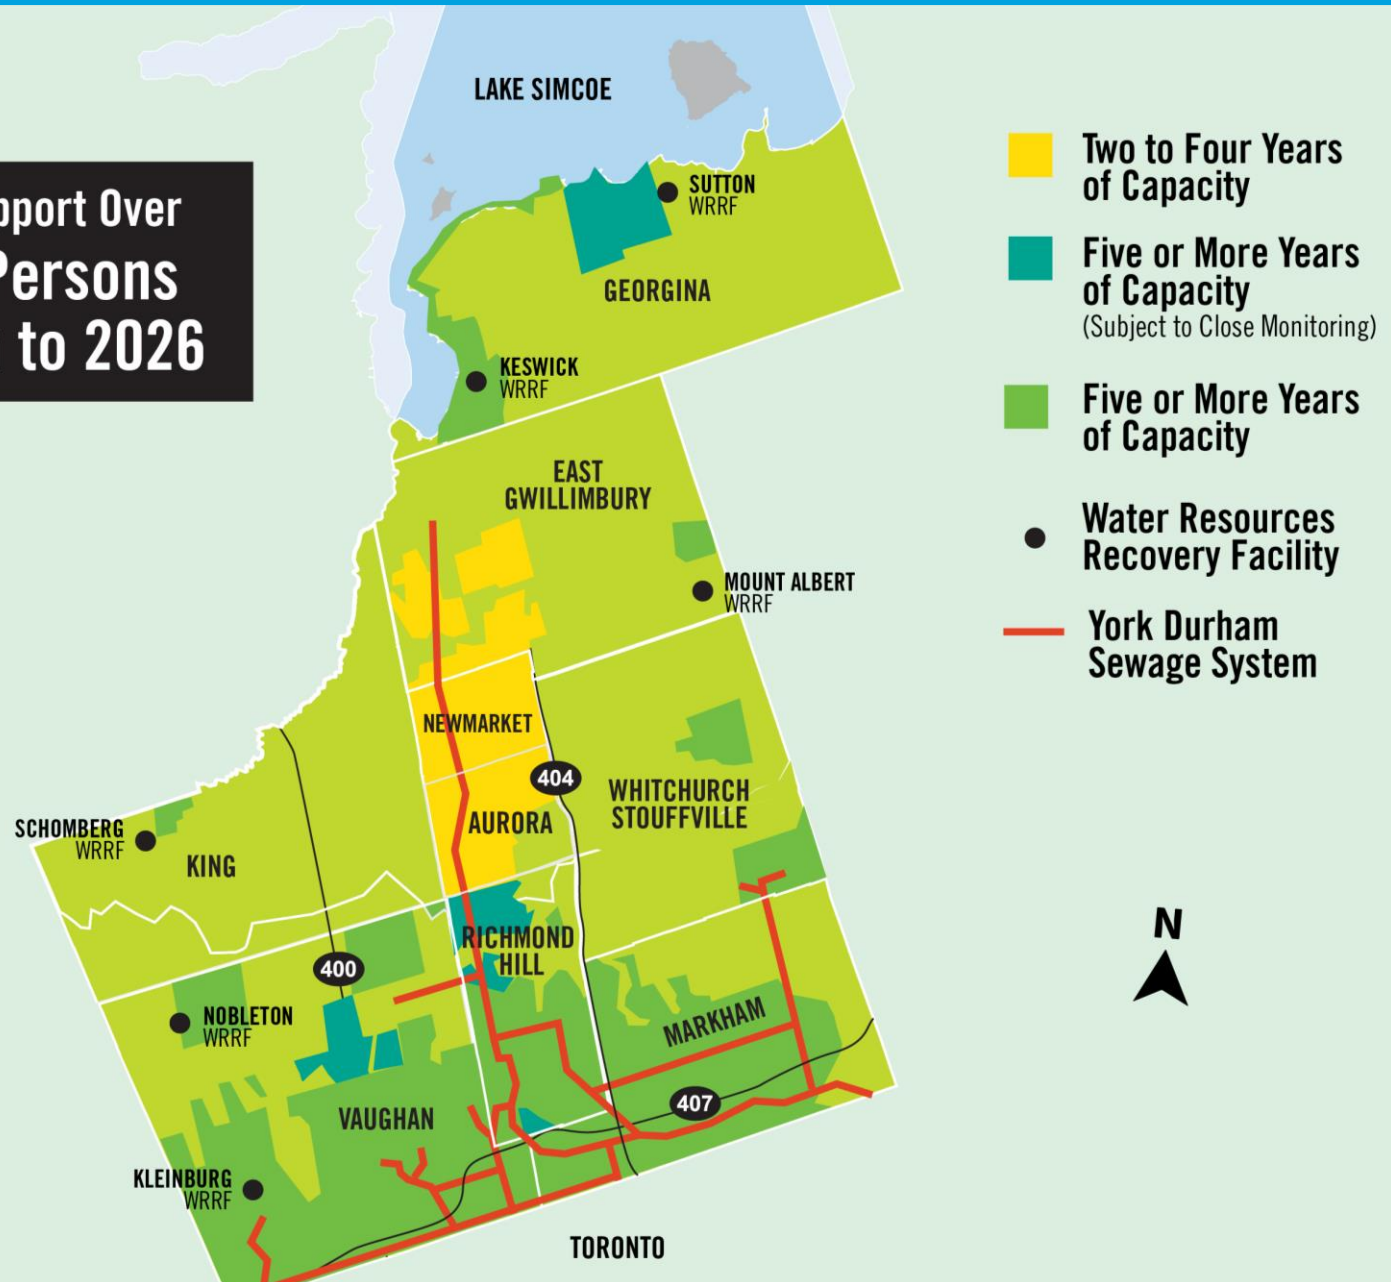 LAKE SIMCOE
pport Over
Persons
to 2026
SUTTON
WRRF
GEORGINA
KESWICK
WRRF
EAST
GWILLIMBURY
MOUNT ALBERT
WRRF
NEWMARKET
404
AURORA
WHITCHURCH
STOUFFVILLE
SCHOMBERG
WRRF
KING
RICHMOND
HILL
400
NOBLETON
WRRF
MARKHAM
407
VAUGHAN
KLEINBURG
WRRF
TORONTO
Two to Four Years
of Capacity
Five or More Years
of Capacity
(Subject to Close Monitoring)
Five or More Years
of Capacity
Water Resources
Recovery Facility
York Durham
Sewage System
N